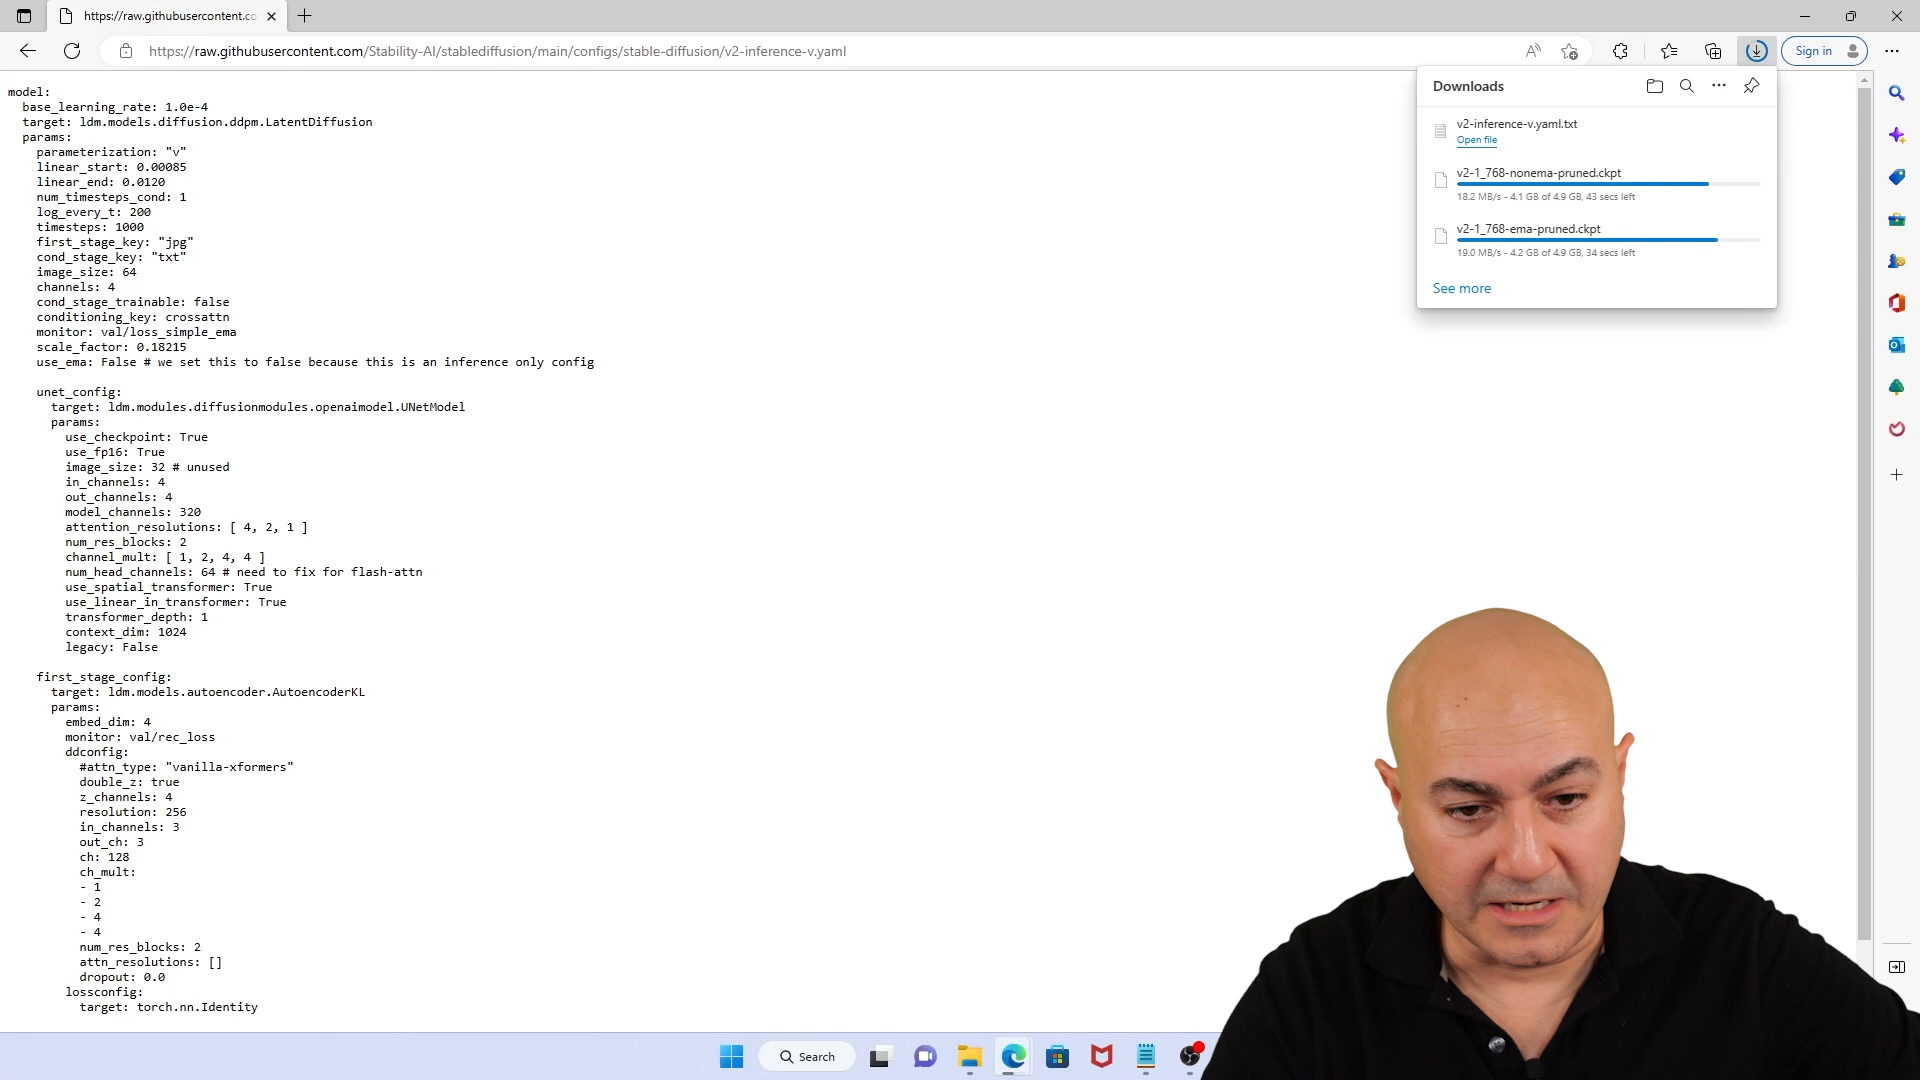 https://raw.githubusercontent.cc
https://raw.githubusercontent.com/Stability-AI/stablediffusion/main/configs/stable-diffusion/v2-inference-v.yaml
Sign in
model:
base_learning_rate: 1.0e-4
target: ldm.models.diffusion.ddpm.LatentDiffusion
params:
parameterization: "v"
linear_start: 0.00085
linear_end: 0.0120
num_timesteps_cond: 1
log_every_t: 200
timesteps: 1000
first_stage_key: "jpg"
cond_stage_key: "txt"
image_size: 64
channels: 4
cond_stage_trainable: false
conditioning_key: crossattn
monitor: val/loss_simple_ema
scale_factor: 0.18215
use_ema: False # we set this to false because this is an inference only config
unet_config:
target: ldm.modules.diffusionmodules.openaimodel.UNetModel
params:
use_checkpoint: True
use_fp16: True
image_size: 32 # unused
in_channels: 4
out_channels: 4
model_channels: 320
attention_resolutions: [ 4, 2, 1 ]
num_res_blocks: 2
channel_mult: [ 1, 2, 4, 4 ]
num_head_channels: 64 # need to fix for flash-attn
use_spatial_transformer: True
use_linear_in_transformer: True
transformer_depth: 1
context_dim: 1024
legacy: False
first_stage_config:
target: ldm.models.autoencoder.AutoencoderKL
params:
embed_dim: 4
monitor: val/rec_loss
ddconfig:
#attn_type: "vanilla-xformers"
double_z: true
z_channels: 4
resolution: 256
in_channels: 3
out_ch: 3
ch: 128
ch_mult:
- 1
- 2
- 4
- 4
num_res_blocks: 2
attn_resolutions: []
dropout: 0.0
lossconfig:
target: torch.nn.Identity
Downloads
v2-inference-v.yaml.txt
Open file
v2-1_768-nonema-pruned.ckpt
18.2 MB/s - 4.1 GB of 4.9 GB, 43 secs left
v2-1_768-ema-pruned.ckpt
19.0 MB/s - 4.2 GB of 4.9 GB, 34 secs left
See more
Search